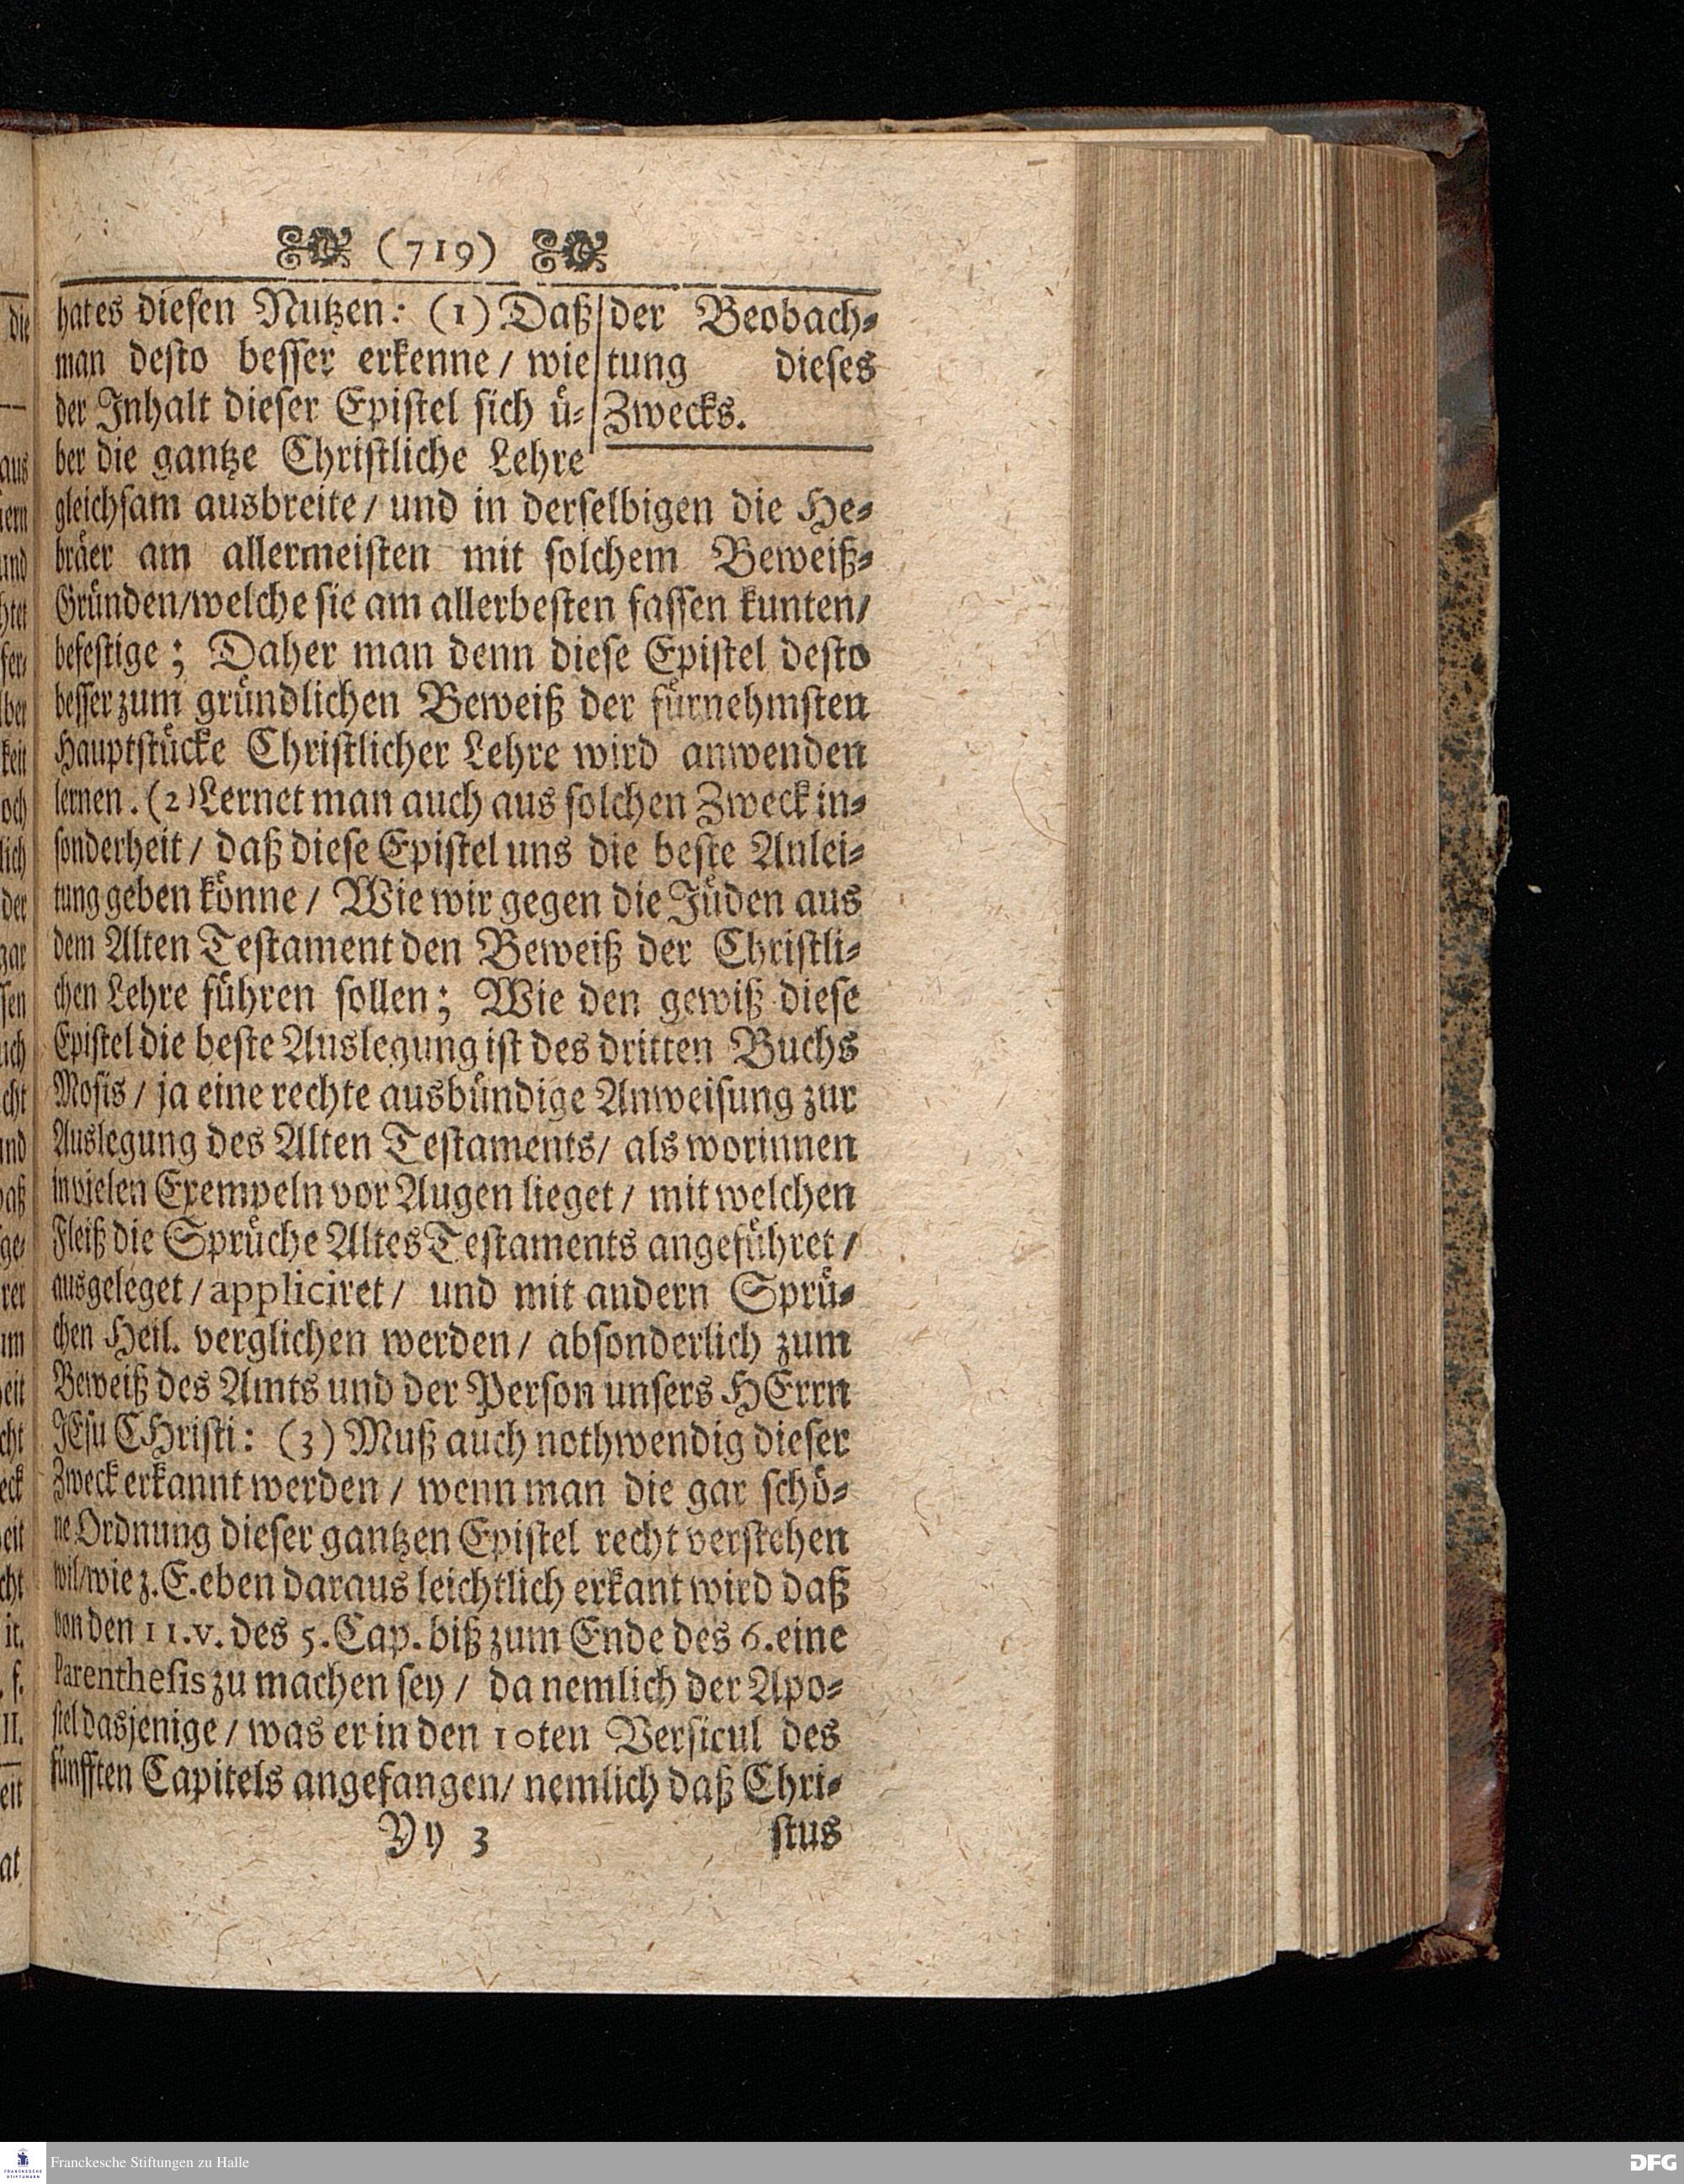 (719)
hat es diesen Nutzen: (1) Daß
man desto besser erkenne / wie
der Inhalt dieser Epistel sich ü-
ber die gantze Christliche Lehre
der Beobach-
tung dieses
Zwecks.
gleichsam ausbreite / und in derselbigen die He-
bräer am allermeisten mit solchem Beweiß-
Gründen/welche sie am allerbesten fassen kunten/
befestige; Daher man denn diese Epistel desto
besser zum gründlichen Beweiß der fürnehmsten
Hauptstücke Christlicher Lehre wird anwenden
lernen. (2) Lernet man auch aus solchen Zweck in-
sonderheit / daß diese Epistel uns die beste Anlei-
tung geben könne / Wie wir gegen die Jüden aus
dem Alten Testament den Beweiß der Christli-
chen Lehre führen sollen; Wie den gewiß diese
Epistel die beste Auslegung ist des dritten Buchs
Mosis / ja eine rechte ausbündige Anweisung zur
Auslegung des Alten Testaments / als worinnen
in vielen Exempeln vor Augen lieget / mit welchen
Fleiß die Sprüche Altes Testaments angeführet /
ausgeleget / appliciret / und mit andern Sprü-
chen Heil. verglichen werden / absonderlich zum
Beweiß des Amts und der Person unsers HErrn
JEsu CHristi: (3) Muß auch nothwendig dieser
Zweck erkannt werden / wenn man die gar schö-
ne Ordnung dieser gantzen Epistel recht verstehen
wil/wie z. E. eben daraus leichtlich erkant wird daß
von den 11. v. des 5. Cap. biß zum Ende des 6. eine
Parenthesis zu machen sey / da nemlich der Apo-
stel dasjenige / was er in den 10ten Versicul des
fünfften Capitels angefangen / nemlich daß Chri-
Yy 3 stus
Franckesche Stiftungen zu Halle
DFG